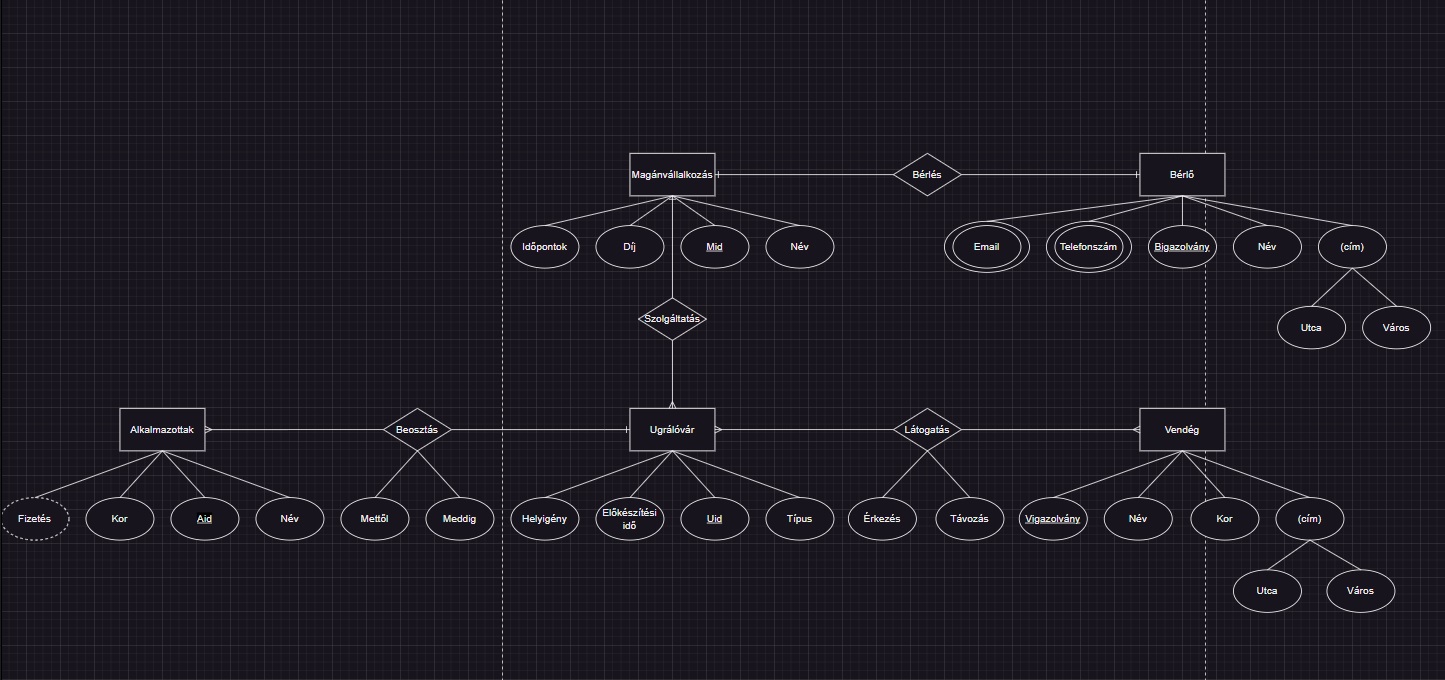 Magánvállalkozás
Bérlés
Bérlő
Időpontok
Díj
Mid
Név
Email
Telefonszám
Bigazolvány
Név
(cím)
Utca
Város
Szolgáltatás
Alkalmazottak
Beosztás
Ugrálóvár
Látogatás
Vendég
Fizetés
Kor
Aid
Név
Mettől
Meddig
Helyigény
Előkészítési
idő
Uid
Típus
Érkezés
Távozás
Vigazolvány
Név
Kor
(cím)
Utca
Város